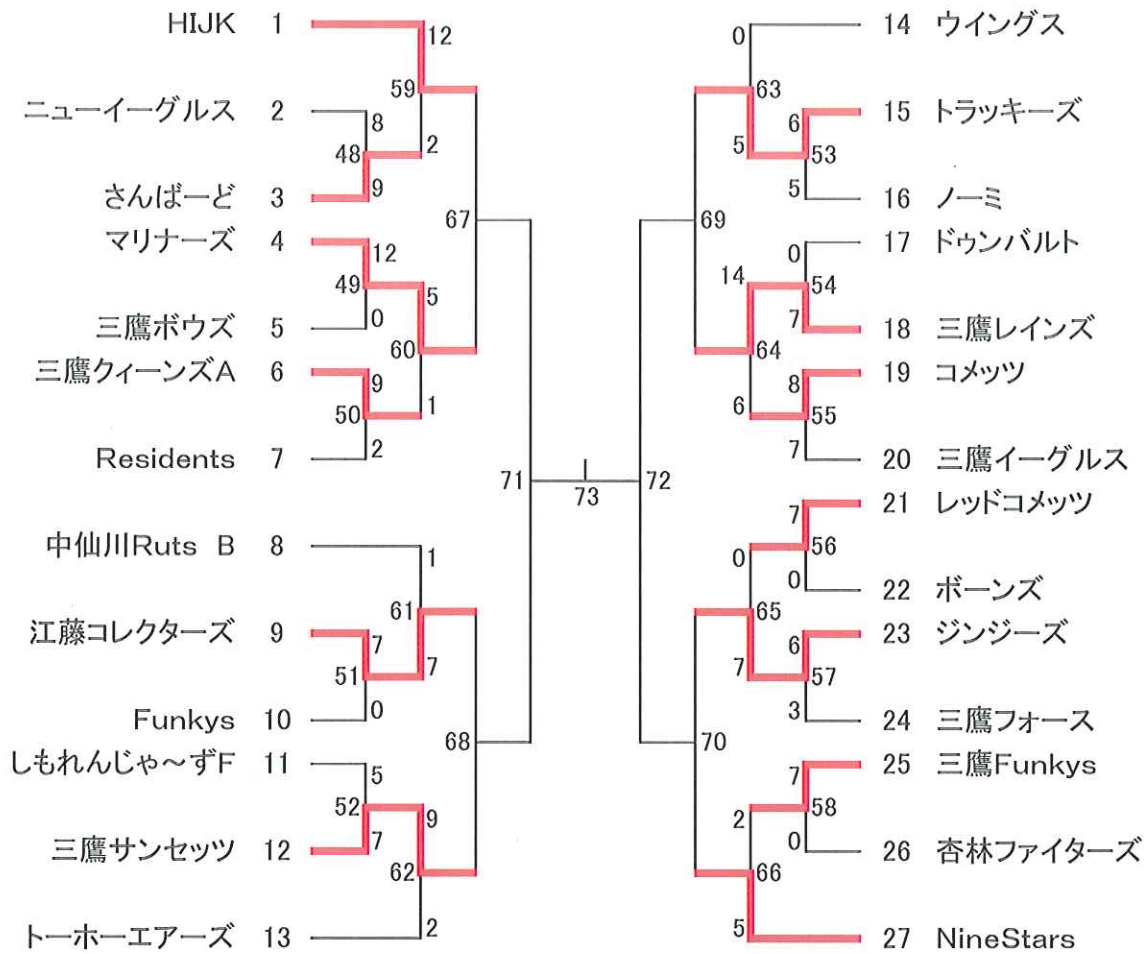 HIJK 1
12
59
ニューイーグルス 2
8
48
2
さんばーど 3
9
67
マリナーズ 4
12
49
5
三鷹ボウズ 5
0
60
三鷹クィーンズA 6
9
50
1
Residents 7
2
71
73
中仙川Ruts B 8
1
61
江藤コレクターズ 9
7
51
7
Funkys 10
0
68
しもれんじゃ～ずF 11
5
52
9
三鷹サンセッツ 12
7
62
トーホーエアーズ 13
2
0
14 ウイングス
63
6
15 トラッキーズ
5
53
5
16 ノーミ
69
0
17 ドゥンバルト
14
54
7
18 三鷹レインズ
64
8
19 コメッツ
6
55
7
20 三鷹イーグルス
72
7
21 レッドコメッツ
0
56
0
22 ボーンズ
65
6
23 ジンジーズ
7
57
3
24 三鷹フォース
70
7
25 三鷹Funkys
2
58
0
26 杏林ファイターズ
66
5
27 NineStars